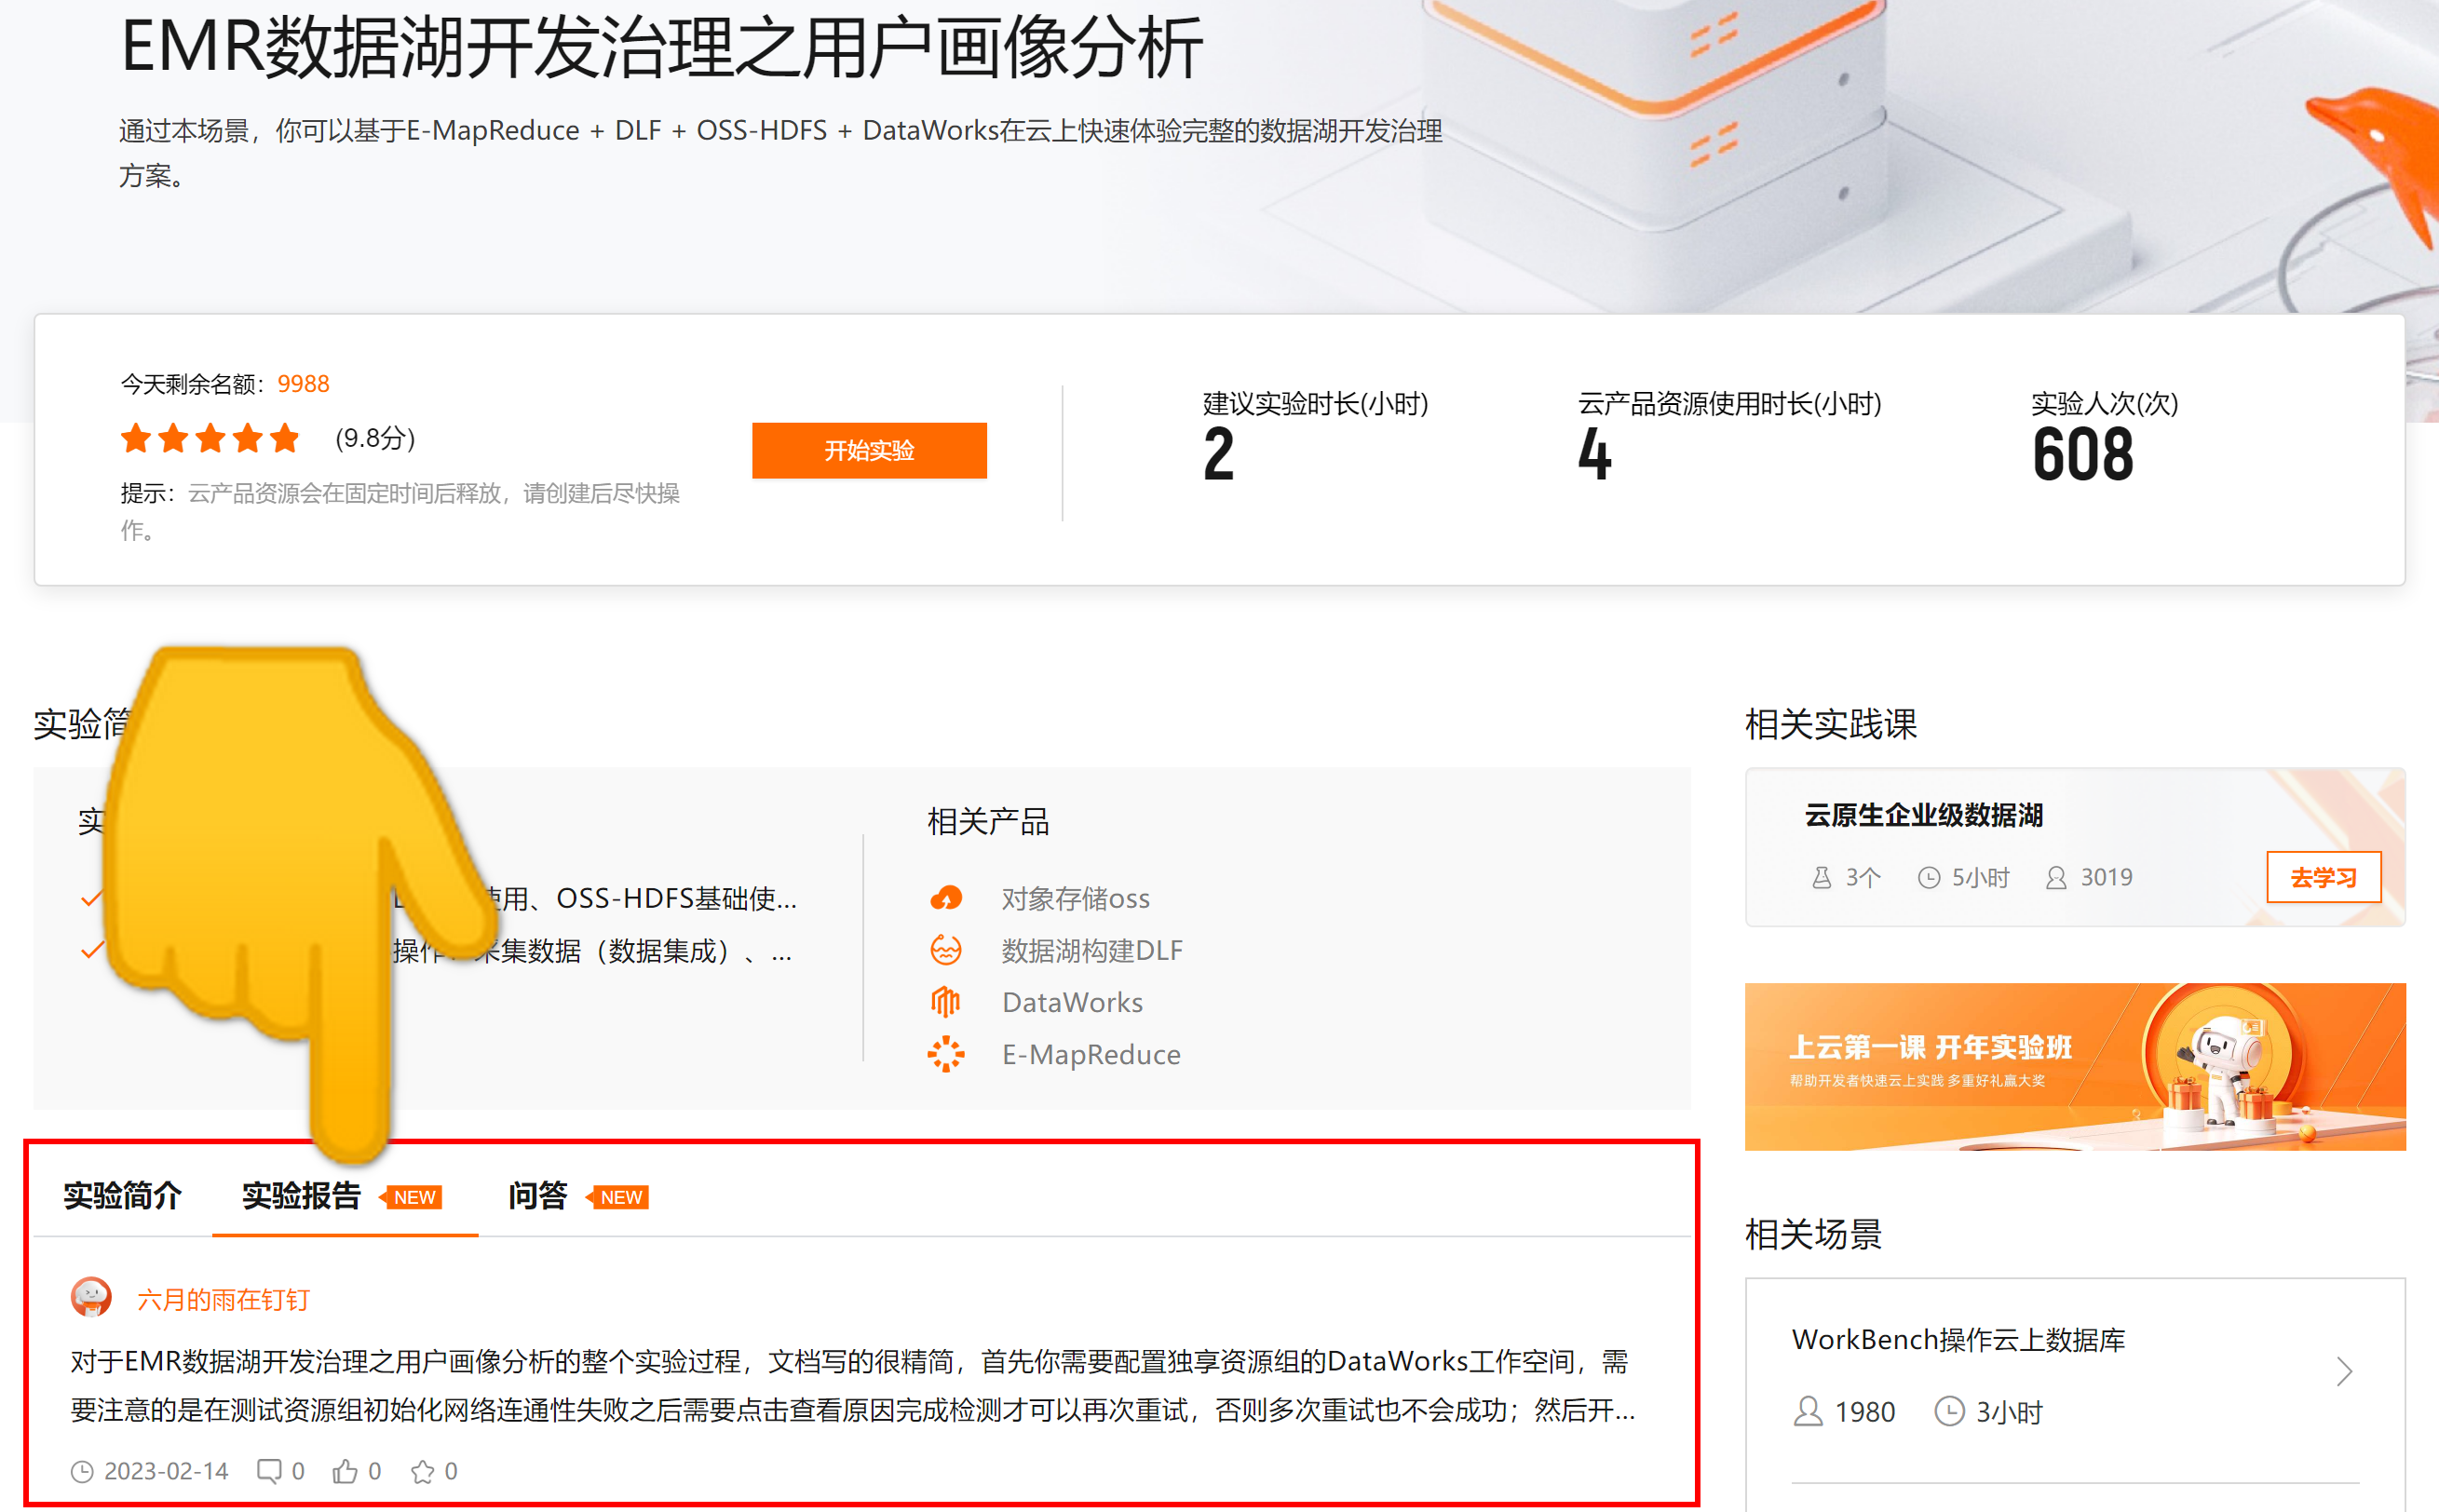 EMR数据湖开发治理之用户画像分析
通过本场景，你可以基于E-MapReduce + DLF + OSS-HDFS + DataWorks在云上快速体验完整的数据湖开发治理
方案。
今天剩余名额：9988
(9.8分)
提示：云产品资源会在固定时间后释放，请创建后尽快操
作。
开始实验
建议实验时长(小时)
2
云产品资源使用时长(小时)
4
实验人次(次)
608
实验简
实
使用、OSS-HDFS基础使...
操作：采集数据（数据集成）、...
相关产品
对象存储oss
数据湖构建DLF
DataWorks
E-MapReduce
实验简介
实验报告 NEW
问答 NEW
六月的雨在钉钉
对于EMR数据湖开发治理之用户画像分析的整个实验过程，文档写的很精简，首先你需要配置独享资源组的DataWorks工作空间，需
要注意的是在测试资源组初始化网络连通性失败之后需要点击查看原因完成检测才可以再次重试，否则多次重试也不会成功；然后开...
2023-02-14 0 0 0
相关实践课
云原生企业级数据湖
3个 5小时 3019
去学习
上云第一课 开年实验班
帮助开发者快速云上实践 多重好礼赢大奖
相关场景
WorkBench操作云上数据库
1980 3小时